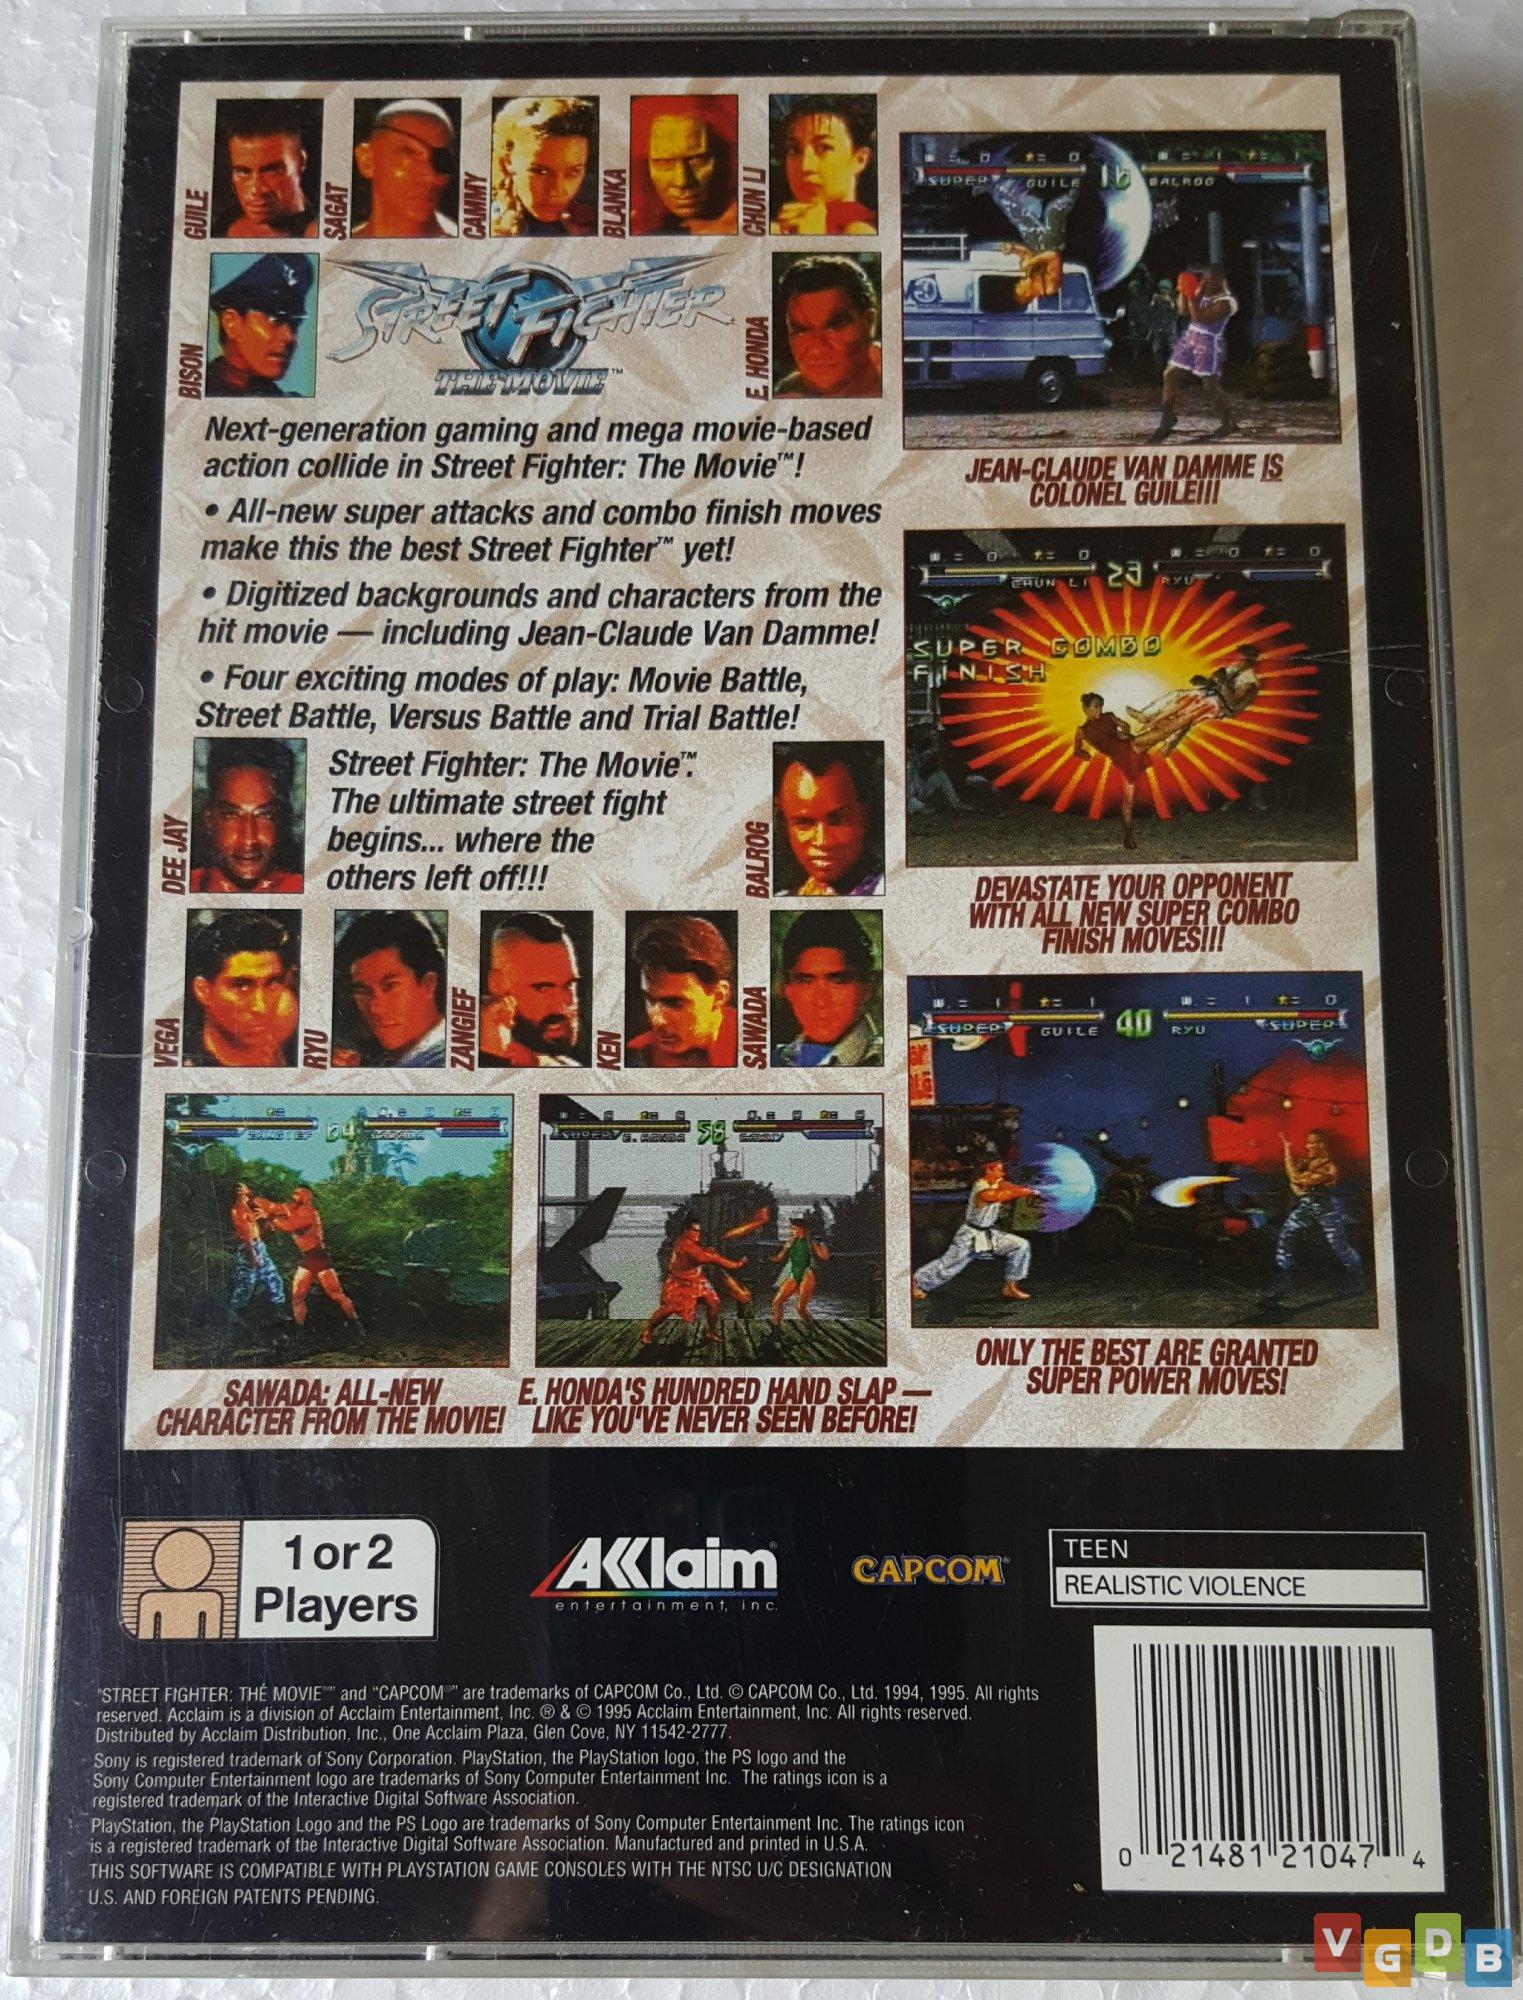 GUILE
SAGAT
CAMMY
BLANKA
CHUN LI
BISON
STREET FIGHTER
THE MOVIE™
E. HONDA
Next-generation gaming and mega movie-based
action collide in Street Fighter: The Movie™!
• All-new super attacks and combo finish moves
make this the best Street Fighter™ yet!
• Digitized backgrounds and characters from the
hit movie — including Jean-Claude Van Damme!
• Four exciting modes of play: Movie Battle,
Street Battle, Versus Battle and Trial Battle!
DEE JAY
Street Fighter: The Movie™.
The ultimate street fight
begins... where the
others left off!!!
BALROG
VEGA
RYU
ZANGIEF
KEN
SAWADA
SUPER GUILE 16 BALROG
JEAN-CLAUDE VAN DAMME IS
COLONEL GUILE!!!
CHUN LI 23 RYU
SUPER COMBO
FINISH
DEVASTATE YOUR OPPONENT
WITH ALL NEW SUPER COMBO
FINISH MOVES!!!
SUPER GUILE 40 RYU SUPER
ONLY THE BEST ARE GRANTED
SUPER POWER MOVES!
ZANGIEF SAWADA
SAWADA: ALL-NEW
CHARACTER FROM THE MOVIE!
SUPER E. HONDA 58 CAMMY
E. HONDA'S HUNDRED HAND SLAP —
LIKE YOU'VE NEVER SEEN BEFORE!
1 or 2
Players
AKKlaim®
entertainment, inc.
CAPCOM®
TEEN
REALISTIC VIOLENCE
"STREET FIGHTER: THE MOVIE™" and "CAPCOM®" are trademarks of CAPCOM Co., Ltd. © CAPCOM Co., Ltd. 1994, 1995. All rights
reserved. Acclaim is a division of Acclaim Entertainment, Inc. ® & © 1995 Acclaim Entertainment, Inc. All rights reserved.
Distributed by Acclaim Distribution, Inc., One Acclaim Plaza, Glen Cove, NY 11542-2777.
Sony is registered trademark of Sony Corporation. PlayStation, the PlayStation logo, the PS logo and the
Sony Computer Entertainment logo are trademarks of Sony Computer Entertainment Inc. The ratings icon is a
registered trademark of the Interactive Digital Software Association.
PlayStation, the PlayStation Logo and the PS Logo are trademarks of Sony Computer Entertainment Inc. The ratings icon
is a registered trademark of the Interactive Digital Software Association. Manufactured and printed in U.S.A.
THIS SOFTWARE IS COMPATIBLE WITH PLAYSTATION GAME CONSOLES WITH THE NTSC U/C DESIGNATION
U.S. AND FOREIGN PATENTS PENDING.
0 21481 21047 4
VGDB